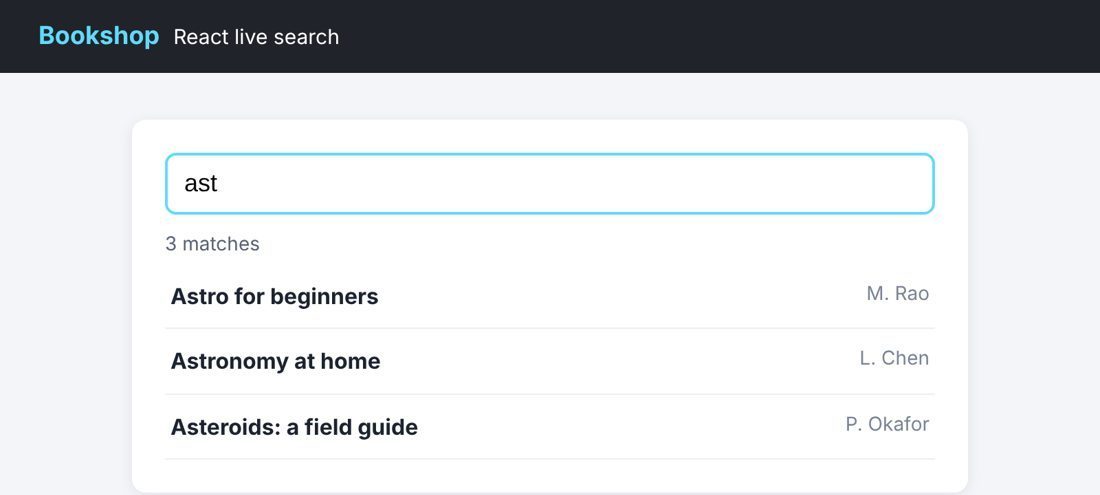 Bookshop React live search
ast
3 matches
Astro for beginners M. Rao
Astronomy at home L. Chen
Asteroids: a field guide P. Okafor